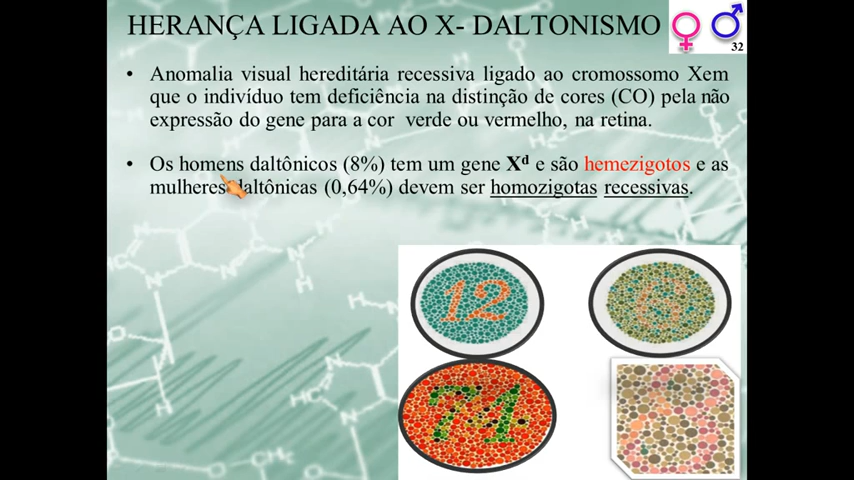 HERANÇA LIGADA AO X- DALTONISMO
32
• Anomalia visual hereditária recessiva ligado ao cromossomo Xem
que o indivíduo tem deficiência na distinção de cores (CO) pela não
expressão do gene para a cor verde ou vermelho, na retina.
• Os homens daltônicos (8%) tem um gene Xᵈ e são hemezigotos e as
mulheres daltônicas (0,64%) devem ser homozigotas recessivas.
12
74